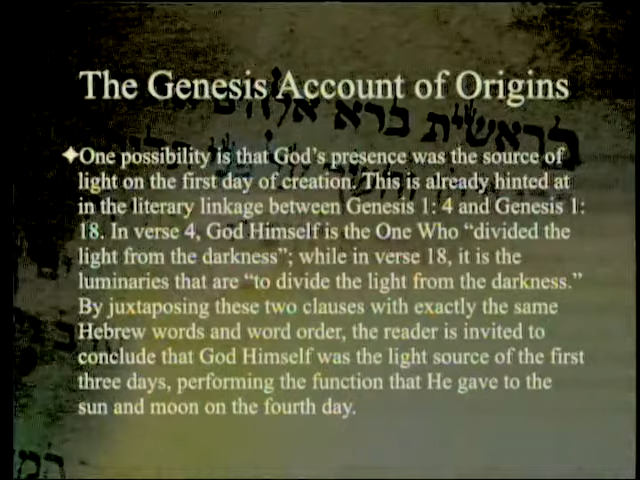 The Genesis Account of Origins
בראשית ברא אלהים
✦One possibility is that God's presence was the source of
light on the first day of creation. This is already hinted at
in the literary linkage between Genesis 1: 4 and Genesis 1:
18. In verse 4, God Himself is the One Who “divided the
light from the darkness”; while in verse 18, it is the
luminaries that are “to divide the light from the darkness.”
By juxtaposing these two clauses with exactly the same
Hebrew words and word order, the reader is invited to
conclude that God Himself was the light source of the first
three days, performing the function that He gave to the
sun and moon on the fourth day.